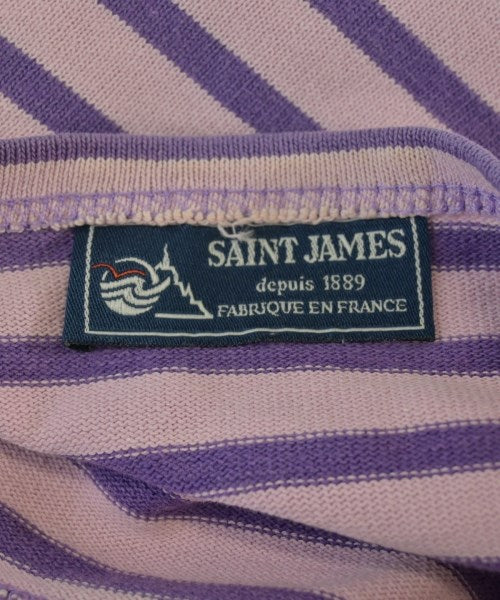 SAINT JAMES
depuis 1889
FABRIQUE EN FRANCE